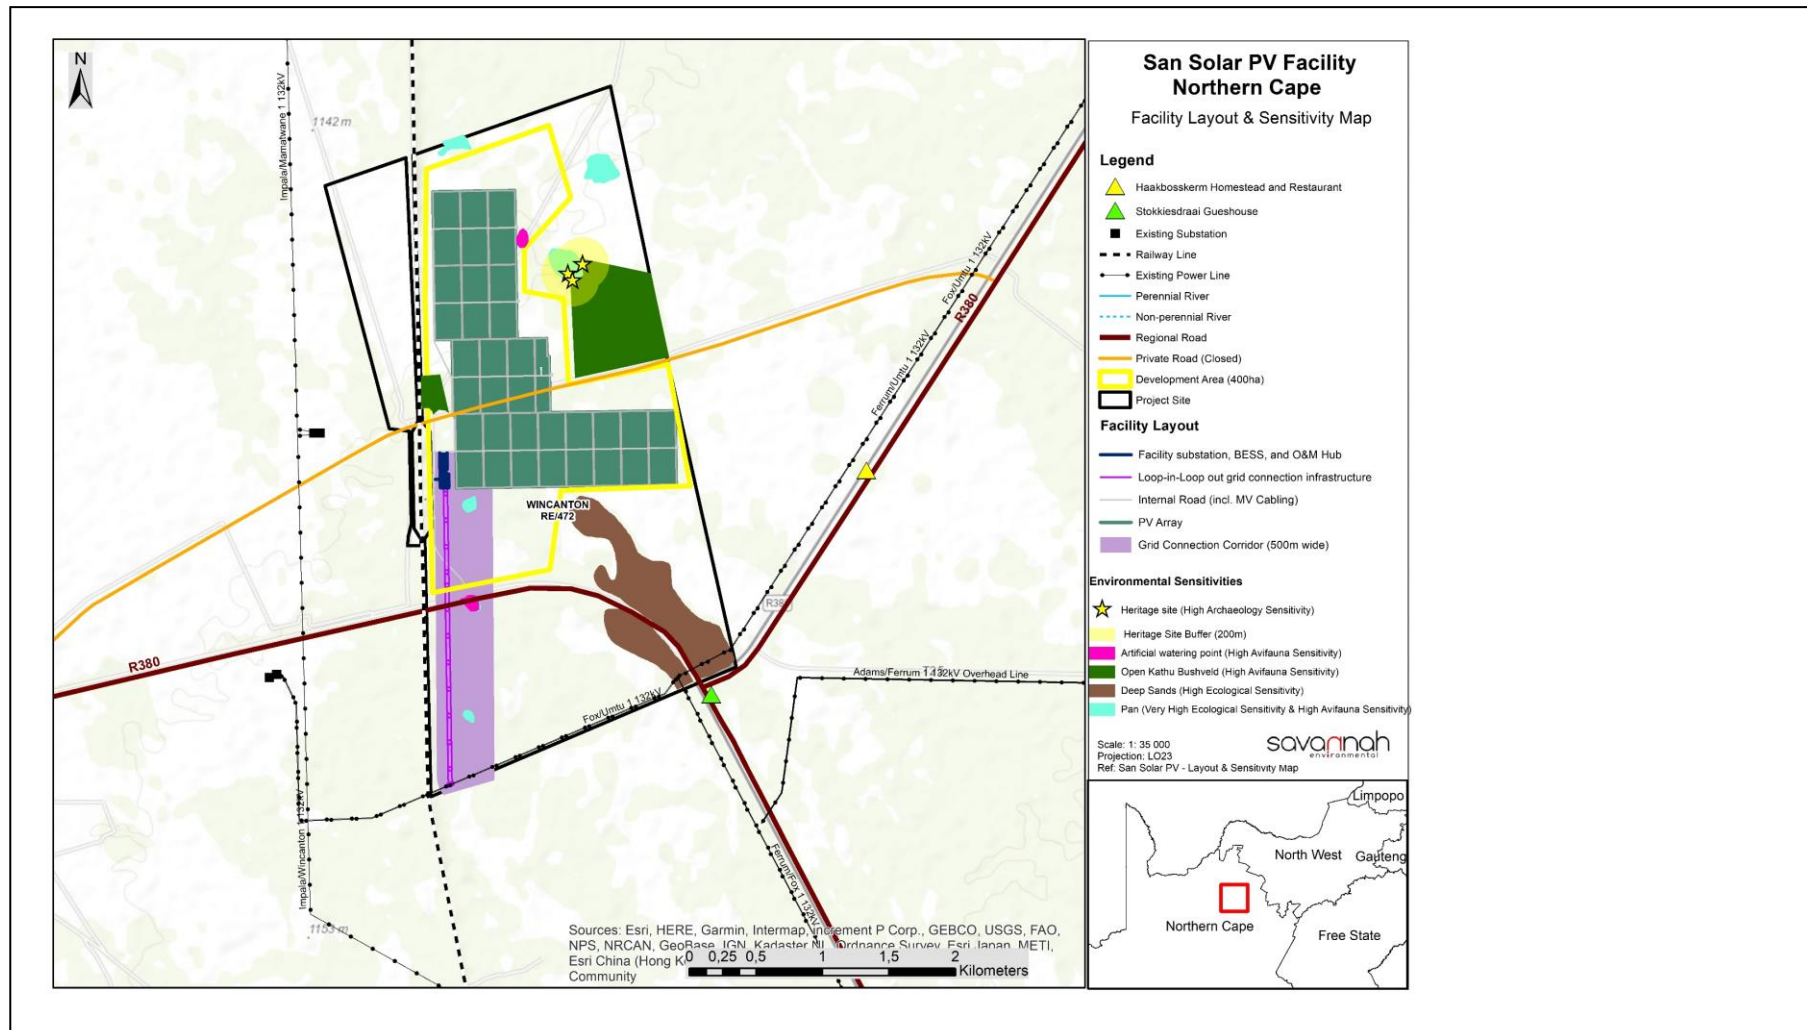 N
1142 m
Impala/Mamatwane 1 132kV
Fox/Umtu 1 132kV
R380
Ferrum/Umtu 1 132kV
WINCANTON
RE/472
R380
Adams/Ferrum 1 132kV Overhead Line
R380
Fox/Umtu 1 132kV
Impala/Wincanton 1 132kV
Ferrum/Fox 1 132kV
1153 m
Sources: Esri, HERE, Garmin, Intermap, increment P Corp., GEBCO, USGS, FAO,
NPS, NRCAN, GeoBase, IGN, Kadaster NL, Ordnance Survey, Esri Japan, METI,
Esri China (Hong
Community
0 0,25 0,5 1 1,5 2
Kilometers
San Solar PV Facility
Northern Cape
Facility Layout & Sensitivity Map
Legend
Haakbosskerm Homestead and Restaurant
Stokkiesdraai Gueshouse
Existing Substation
Railway Line
Existing Power Line
Perennial River
Non-perennial River
Regional Road
Private Road (Closed)
Development Area (400ha)
Project Site
Facility Layout
Facility substation, BESS, and O&M Hub
Loop-in-Loop out grid connection infrastructure
Internal Road (incl. MV Cabling)
PV Array
Grid Connection Corridor (500m wide)
Environmental Sensitivities
Heritage site (High Archaeology Sensitivity)
Heritage Site Buffer (200m)
Artificial watering point (High Avifauna Sensitivity)
Open Kathu Bushveld (High Avifauna Sensitivity)
Deep Sands (High Ecological Sensitivity)
Pan (Very High Ecological Sensitivity & High Avifauna Sensitivity)
Scale: 1: 35 000
Projection: LO23
Ref: San Solar PV - Layout & Sensitivity Map
savannah
environmental
Limpopo
North West
Gauteng
Northern Cape
Free State